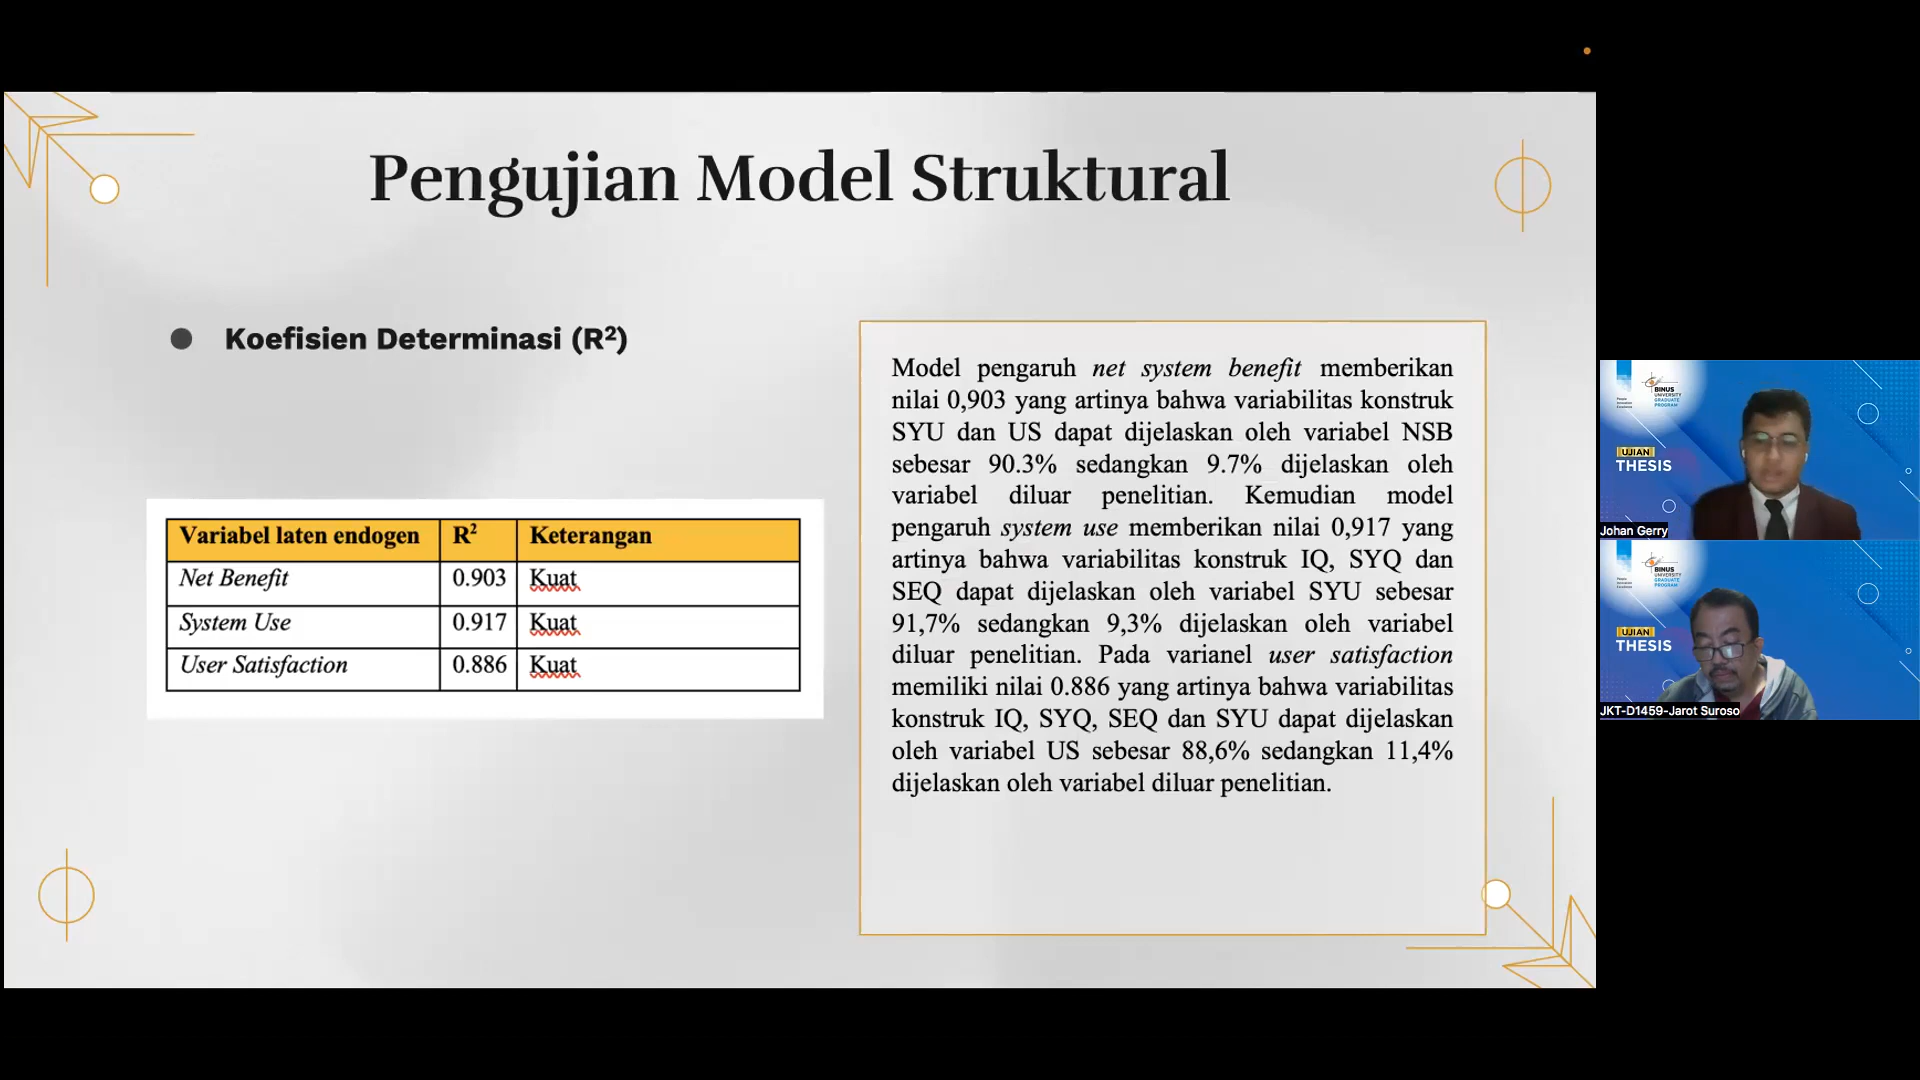 Pengujian Model Struktural
Koefisien Determinasi (R²)
Variabel laten endogen R² Keterangan
Net Benefit 0.903 Kuat
System Use 0.917 Kuat
User Satisfaction 0.886 Kuat
Model pengaruh net system benefit memberikan
nilai 0,903 yang artinya bahwa variabilitas konstruk
SYU dan US dapat dijelaskan oleh variabel NSB
sebesar 90.3% sedangkan 9.7% dijelaskan oleh
variabel diluar penelitian. Kemudian model
pengaruh system use memberikan nilai 0,917 yang
artinya bahwa variabilitas konstruk IQ, SYQ dan
SEQ dapat dijelaskan oleh variabel SYU sebesar
91,7% sedangkan 9,3% dijelaskan oleh variabel
diluar penelitian. Pada varianel user satisfaction
memiliki nilai 0.886 yang artinya bahwa variabilitas
konstruk IQ, SYQ, SEQ dan SYU dapat dijelaskan
oleh variabel US sebesar 88,6% sedangkan 11,4%
dijelaskan oleh variabel diluar penelitian.
BINUS
UNIVERSITY
GRADUATE
PROGRAM
UJIAN
THESIS
Johan Gerry
BINUS
UNIVERSITY
GRADUATE
PROGRAM
UJIAN
THESIS
JKT-D1459-Jarot Suroso